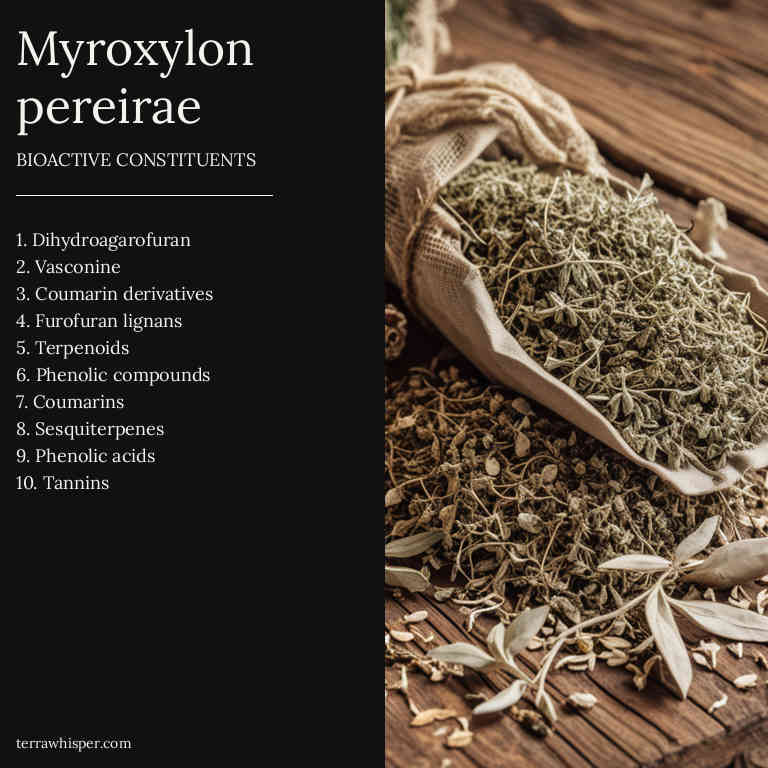 Myroxylon
pereirae
BIOACTIVE CONSTITUENTS
1. Dihydroagarofuran
2. Vasconine
3. Coumarin derivatives
4. Furofuran lignans
5. Terpenoids
6. Phenolic compounds
7. Coumarins
8. Sesquiterpenes
9. Phenolic acids
10. Tannins
terrawhisper.com